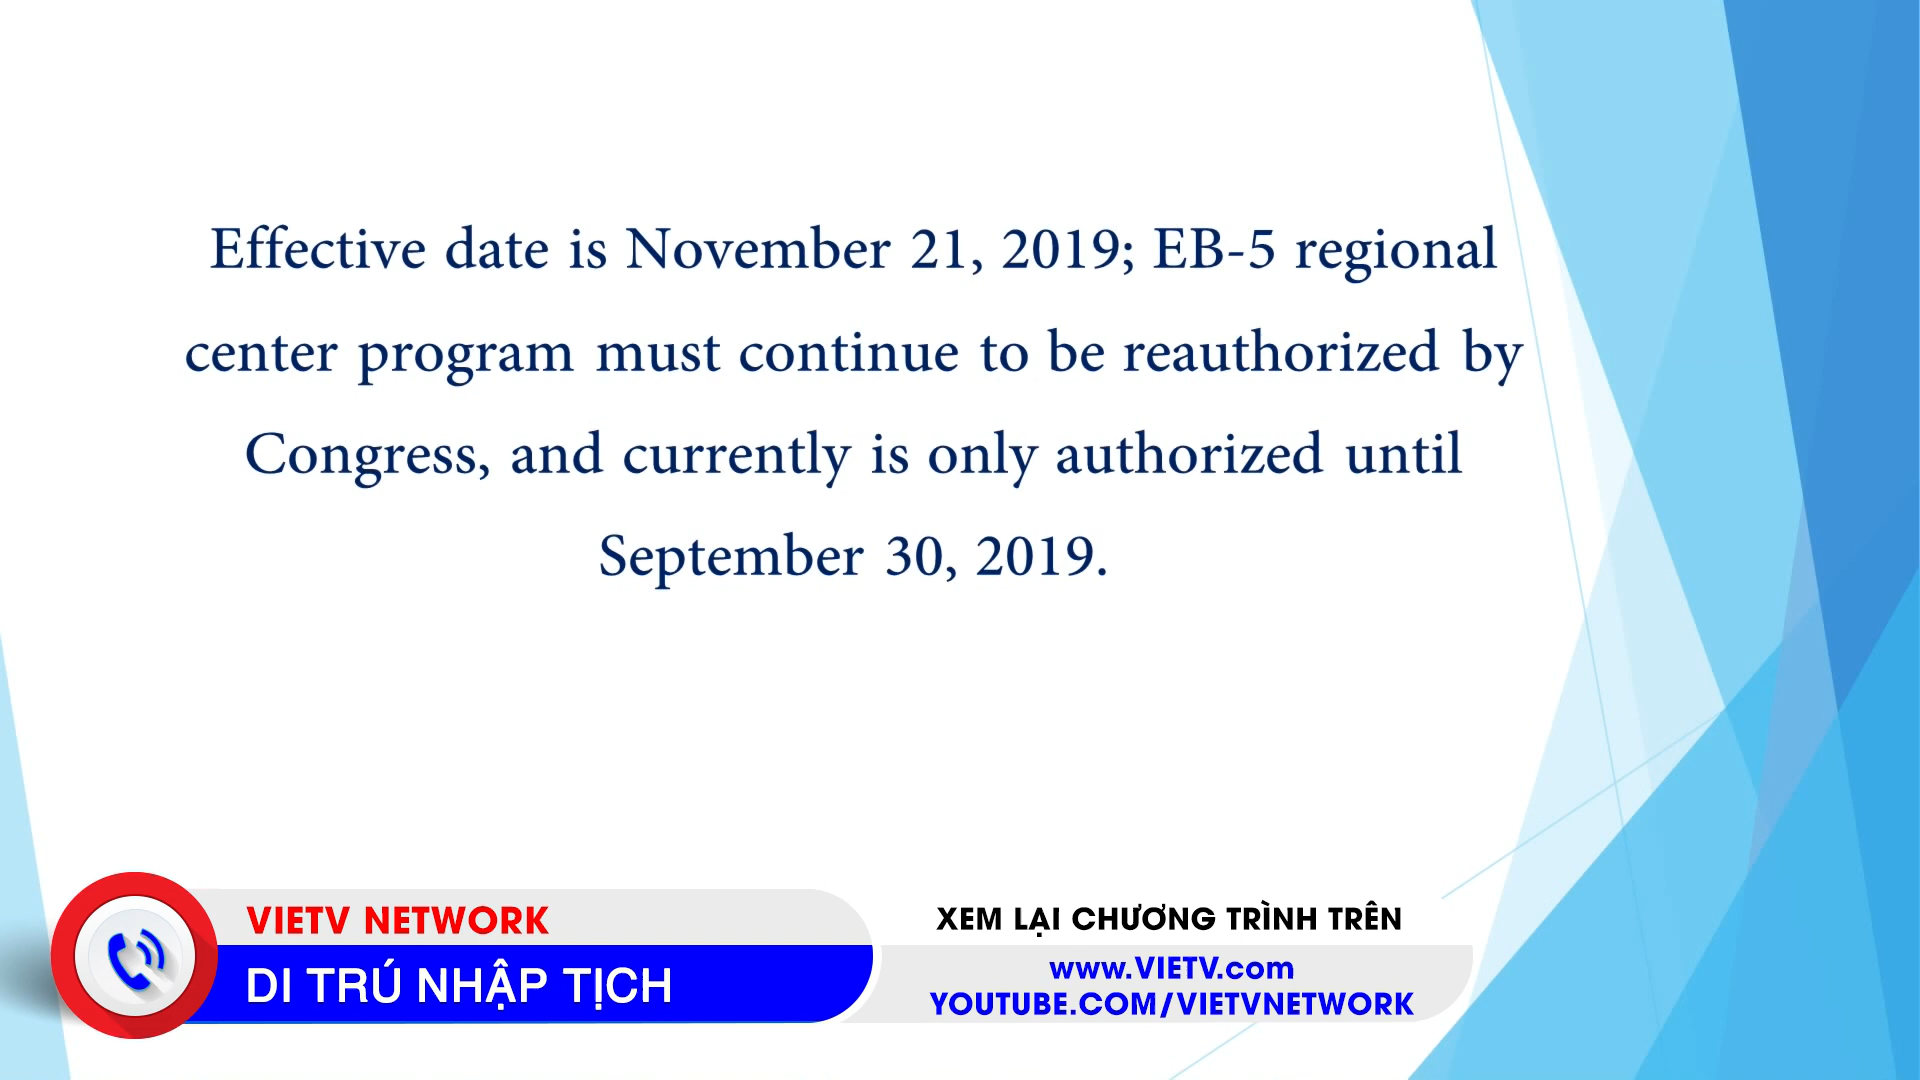 Effective date is November 21, 2019; EB-5 regional
center program must continue to be reauthorized by
Congress, and currently is only authorized until
September 30, 2019.
VIETV NETWORK
DI TRÚ NHẬP TỊCH
XEM LẠI CHƯƠNG TRÌNH TRÊN
www.VIETV.com
YOUTUBE.COM/VIETVNETWORK